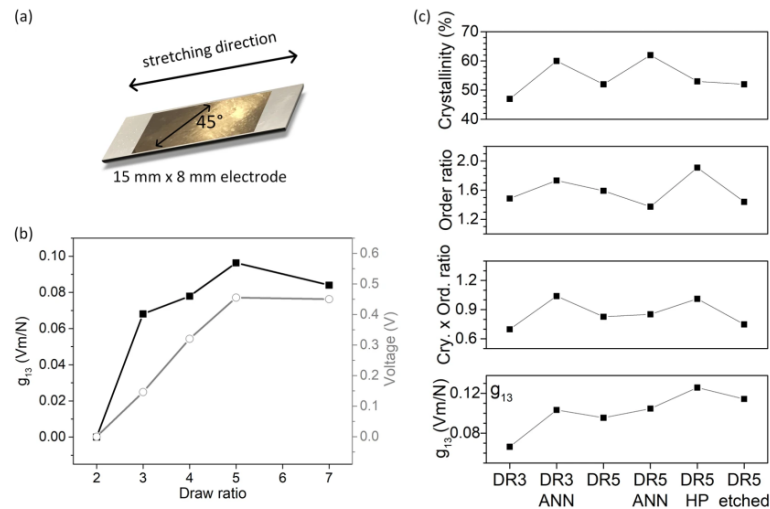 (a)
stretching direction
45°
15 mm x 8 mm electrode
(b)
0.10
0.08
0.06
0.04
0.02
0.00
g13 (Vm/N)
0.6
0.5
0.4
0.3
0.2
0.1
0.0
Voltage (V)
2 3 4 5 6 7
Draw ratio
(c)
Crystallinity (%)
70
60
50
40
Order ratio
2.0
1.6
1.2
Cry. x Ord. ratio
1.2
0.9
0.6
g13 (Vm/N)
0.12
0.08
g13
DR3 DR3 DR5 DR5 DR5 DR5
ANN ANN HP etched